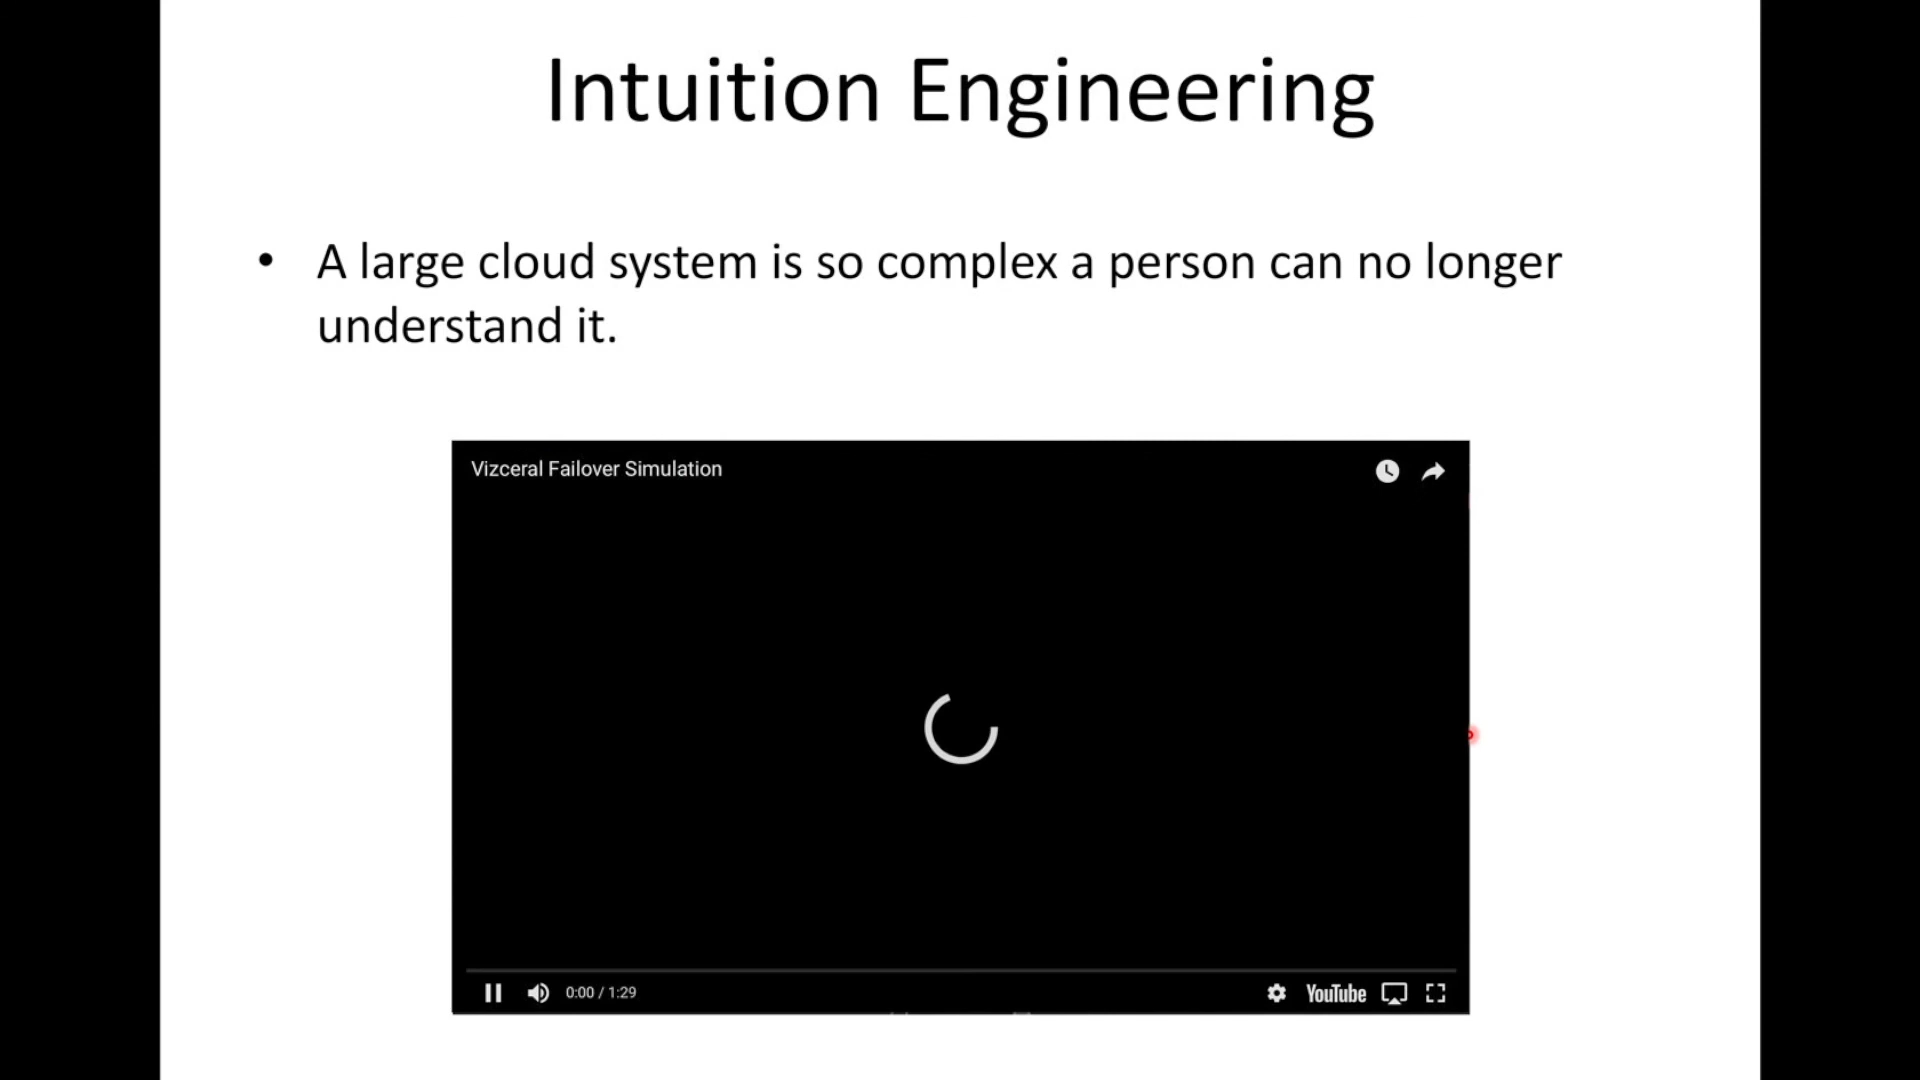 Intuition Engineering
• A large cloud system is so complex a person can no longer
understand it.
Vizceral Failover Simulation
0:00 / 1:29
YouTube